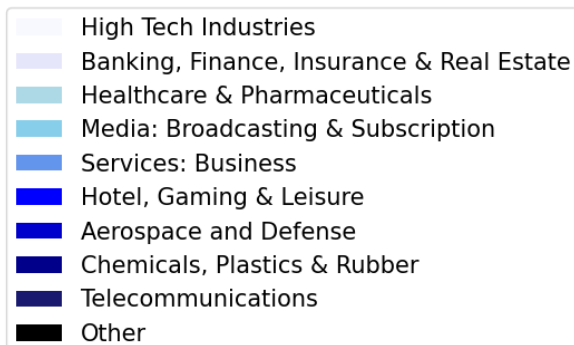 High Tech Industries
Banking, Finance, Insurance & Real Estate
Healthcare & Pharmaceuticals
Media: Broadcasting & Subscription
Services: Business
Hotel, Gaming & Leisure
Aerospace and Defense
Chemicals, Plastics & Rubber
Telecommunications
Other